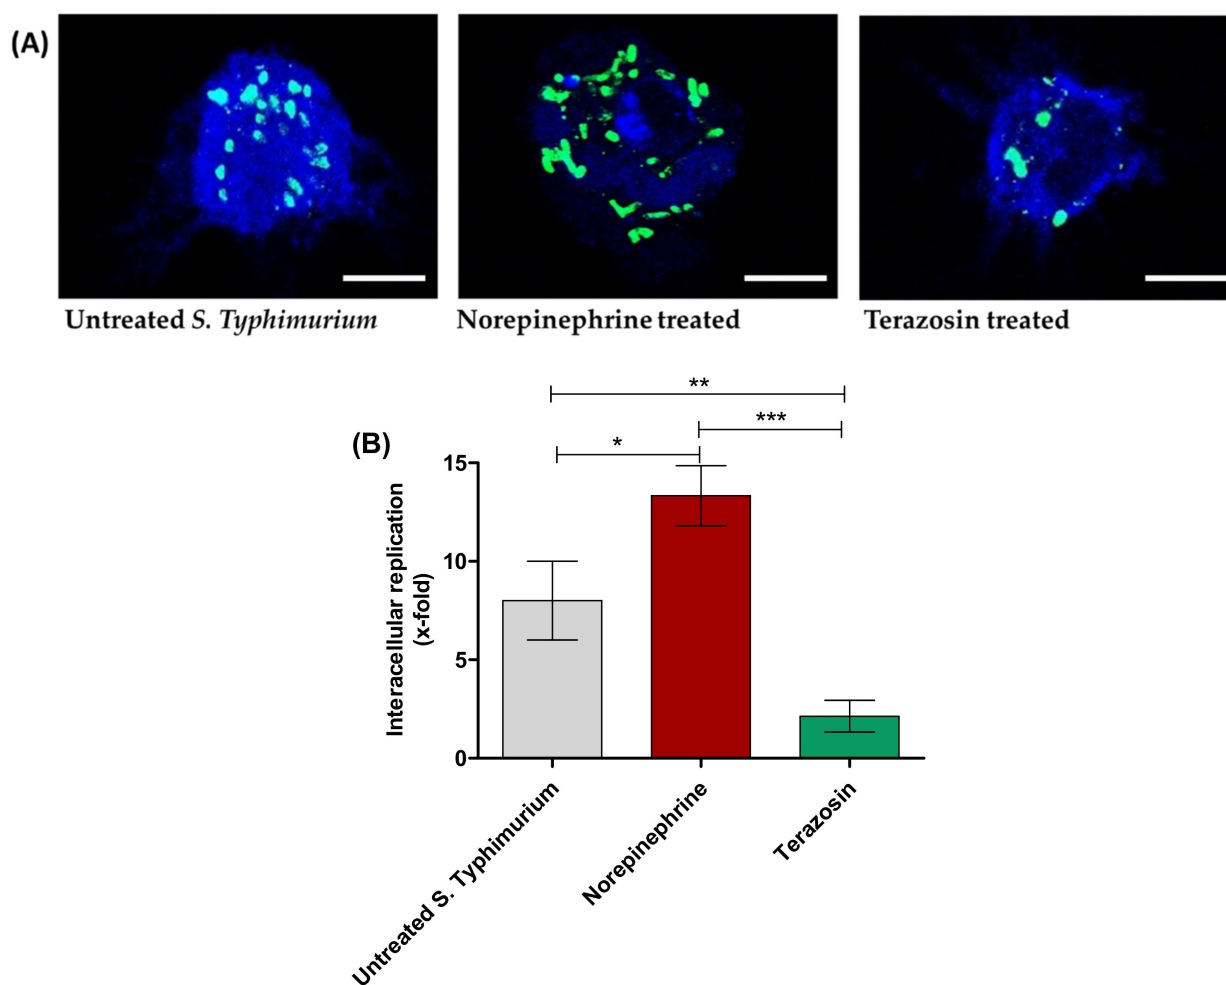 (A)
Untreated S. Typhimurium
Norepinephrine treated
Terazosin treated
(B)
**
***
*
Interacellular replication
(x-fold)
15
10
5
0
Untreated S. Typhimurium
Norepinephrine
Terazosin